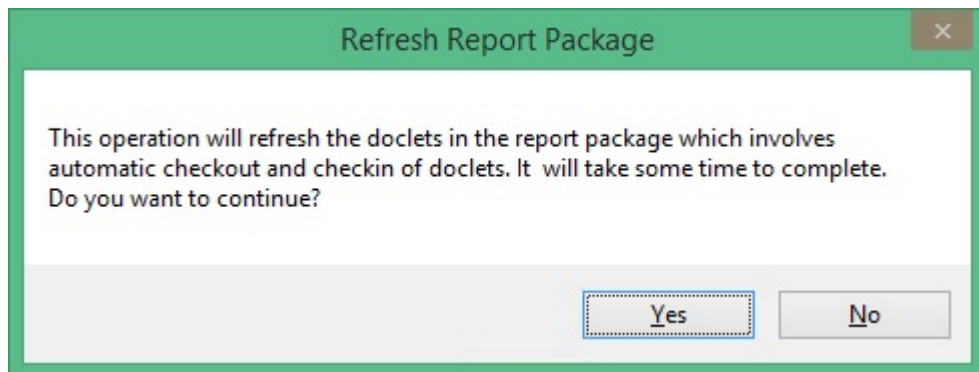 Refresh Report Package
This operation will refresh the doclets in the report package which involves
automatic checkout and checkin of doclets. It  will take some time to complete.
Do you want to continue?
Yes
No